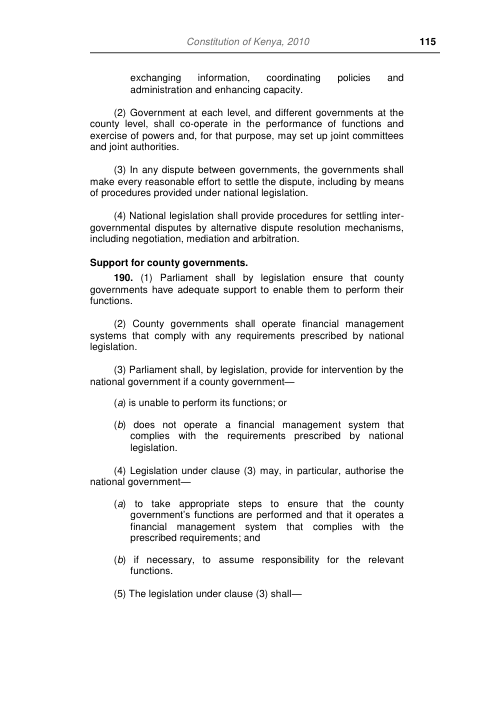 Constitution of Kenya, 2010 115
exchanging information, coordinating policies and
administration and enhancing capacity.
(2) Government at each level, and different governments at the
county level, shall co-operate in the performance of functions and
exercise of powers and, for that purpose, may set up joint committees
and joint authorities.
(3) In any dispute between governments, the governments shall
make every reasonable effort to settle the dispute, including by means
of procedures provided under national legislation.
(4) National legislation shall provide procedures for settling inter-
governmental disputes by alternative dispute resolution mechanisms,
including negotiation, mediation and arbitration.
Support for county governments.
190. (1) Parliament shall by legislation ensure that county
governments have adequate support to enable them to perform their
functions.
(2) County governments shall operate financial management
systems that comply with any requirements prescribed by national
legislation.
(3) Parliament shall, by legislation, provide for intervention by the
national government if a county government—
(a) is unable to perform its functions; or
(b) does not operate a financial management system that
complies with the requirements prescribed by national
legislation.
(4) Legislation under clause (3) may, in particular, authorise the
national government—
(a) to take appropriate steps to ensure that the county
government's functions are performed and that it operates a
financial management system that complies with the
prescribed requirements; and
(b) if necessary, to assume responsibility for the relevant
functions.
(5) The legislation under clause (3) shall—